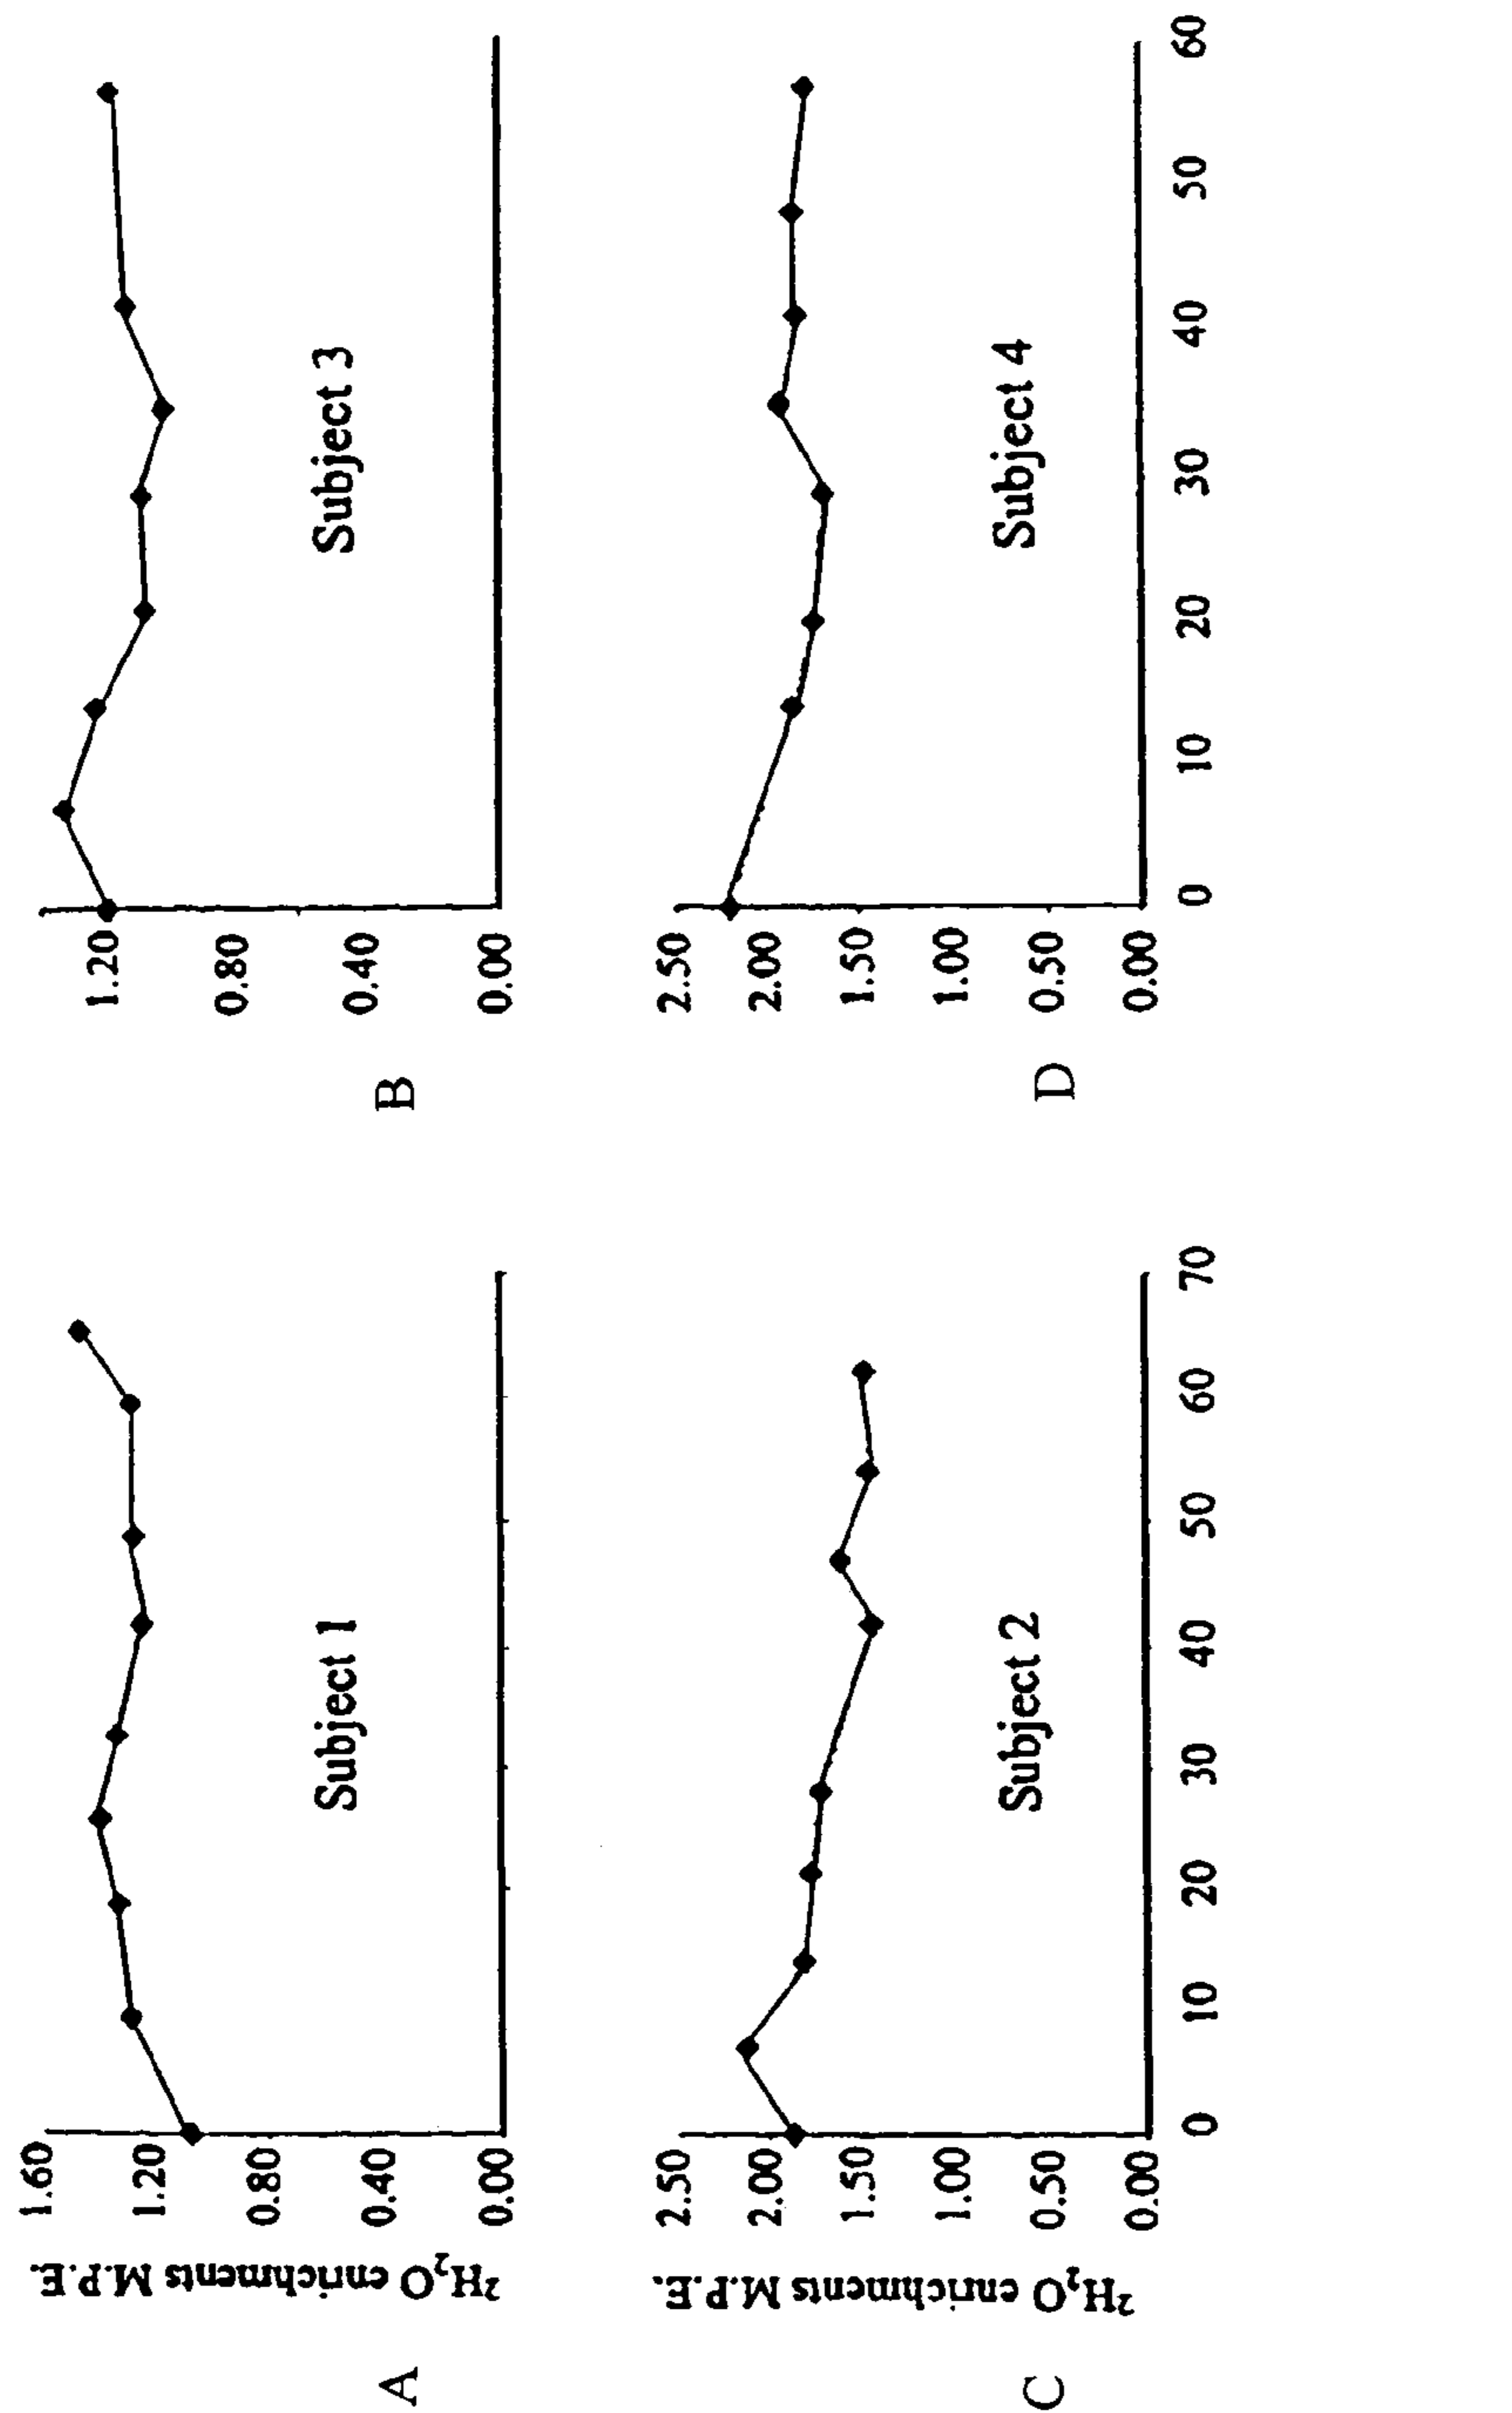 A
²H₂O enrichments M.P.E.
1.60
1.20
0.80
0.40
0.00
Subject 1
B
1.20
0.80
0.40
0.00
Subject 3
C
²H₂O enrichments M.P.E.
2.50
2.00
1.50
1.00
0.50
0.00
Subject 2
0 10 20 30 40 50 60 70
D
2.50
2.00
1.50
1.00
0.50
0.00
Subject 4
0 10 20 30 40 50 60